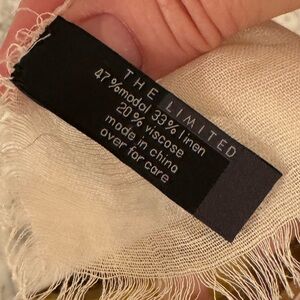 THE LIMITED
47% modal 33% linen
20% viscose
made in china
over for care